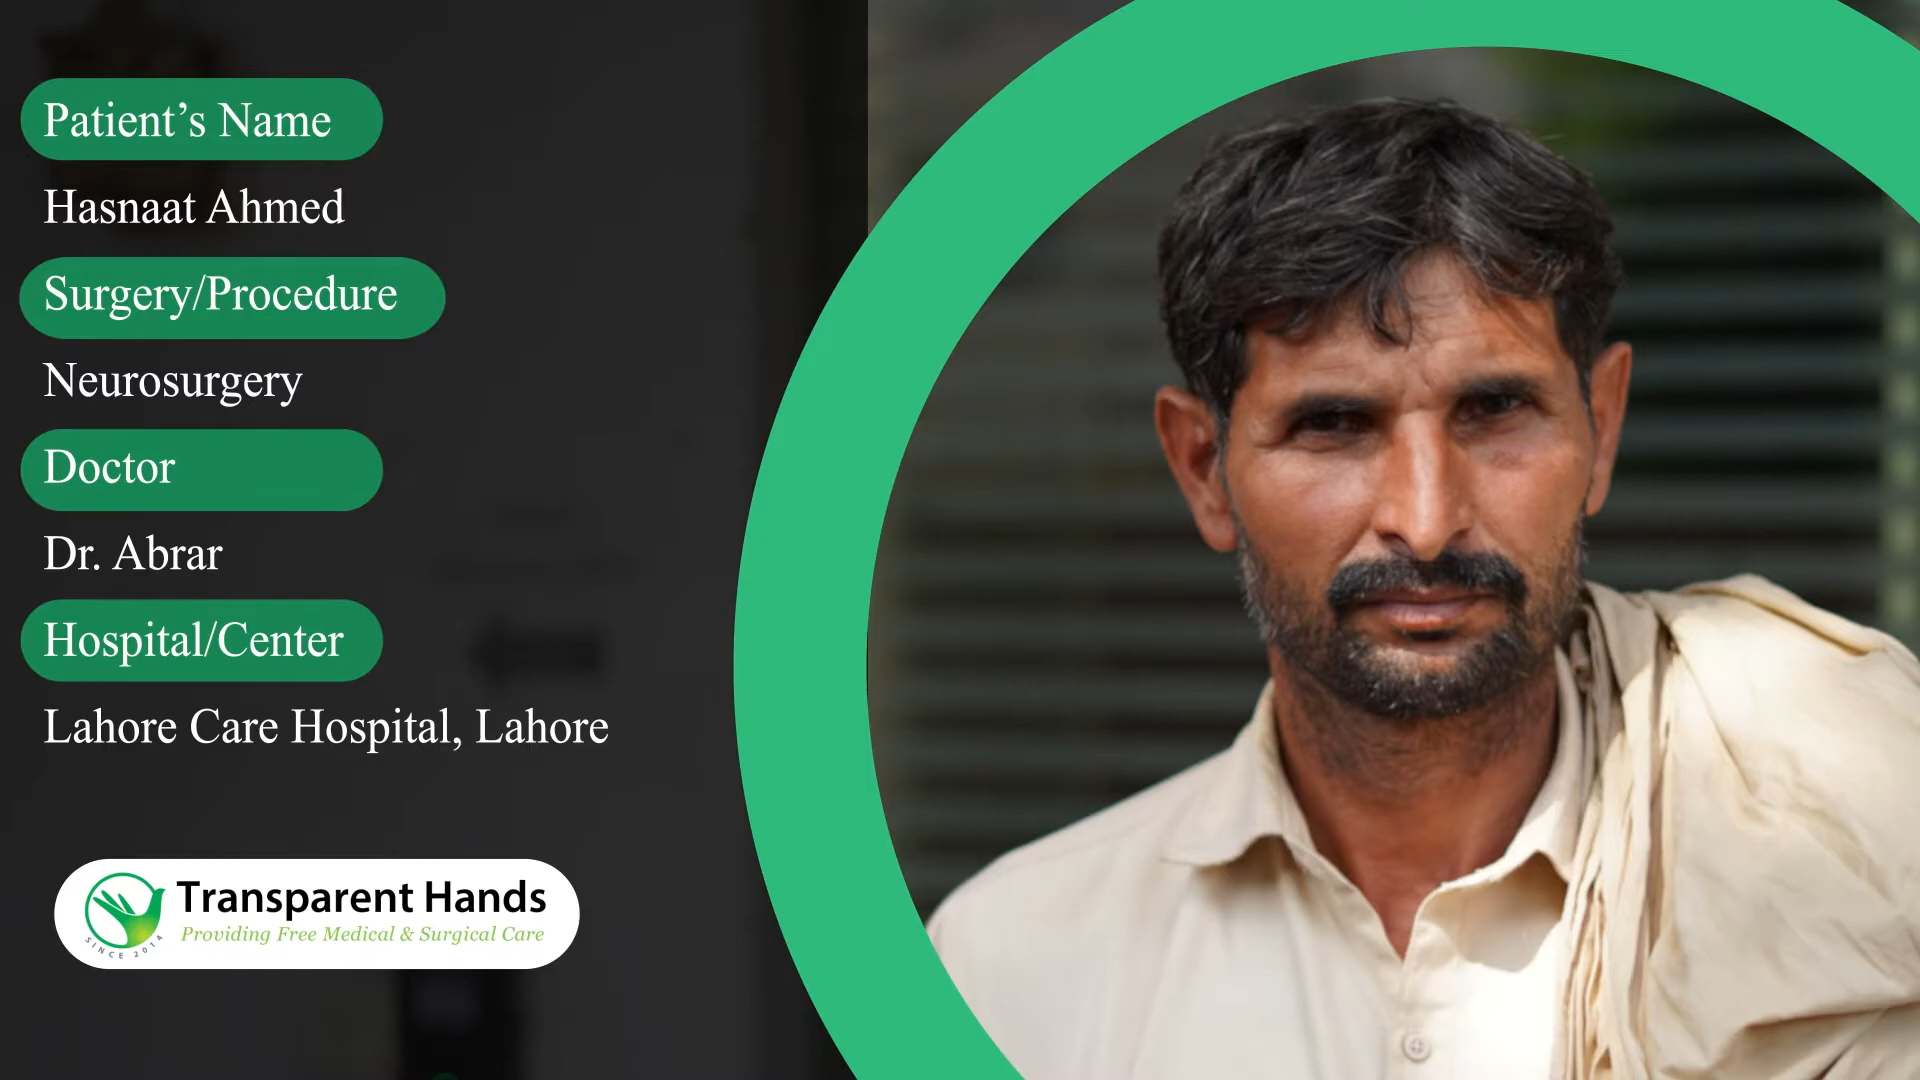 Patient’s Name
Hasnaat Ahmed
Surgery/Procedure
Neurosurgery
Doctor
Dr. Abrar
Hospital/Center
Lahore Care Hospital, Lahore
Transparent Hands
Providing Free Medical & Surgical Care
SINCE 2014